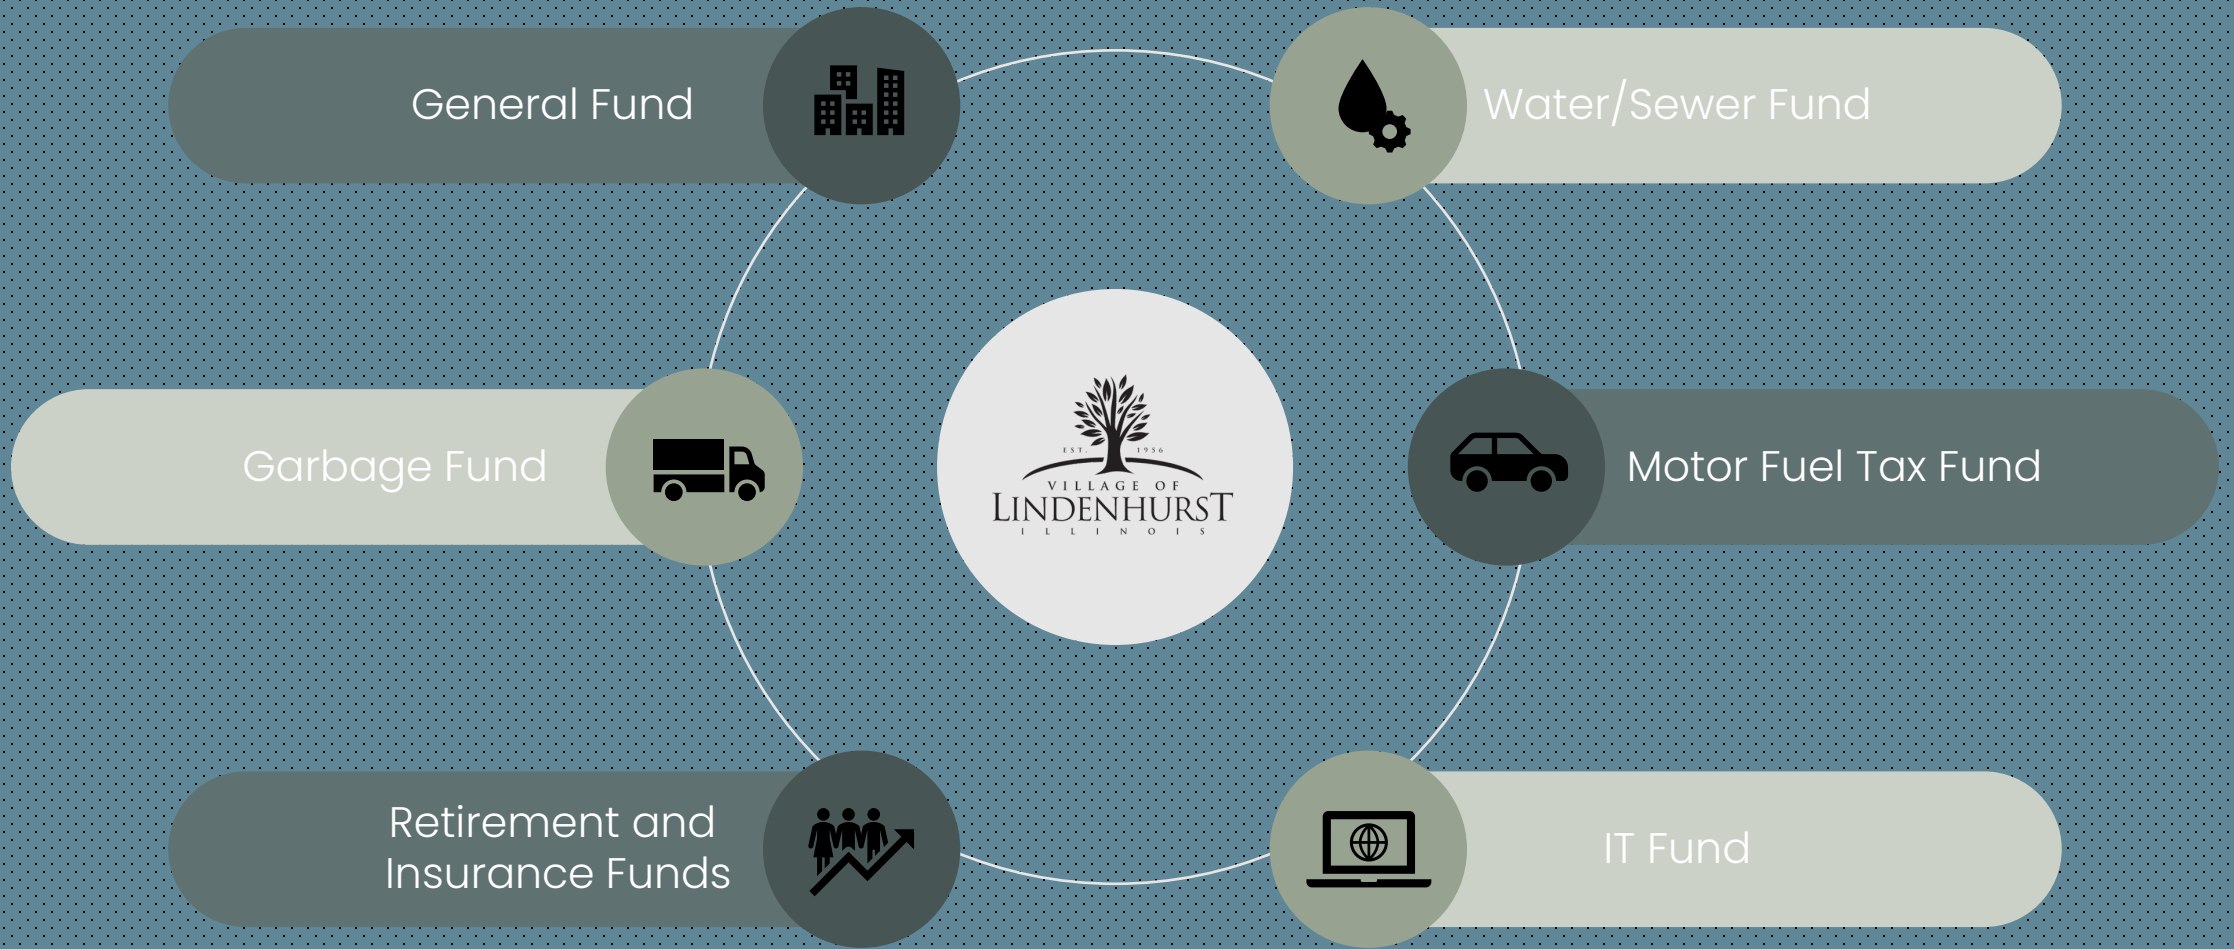 General Fund
Water/Sewer Fund
Garbage Fund
EST. 1956
VILLAGE OF
LINDENHURST
ILLINOIS
Motor Fuel Tax Fund
Retirement and
Insurance Funds
IT Fund